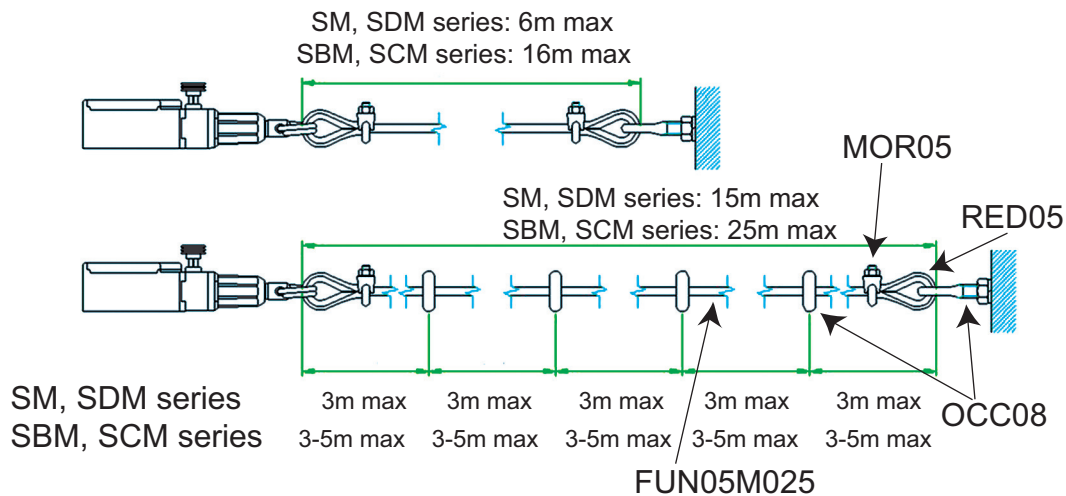 SM, SDM series: 6m max
SBM, SCM series: 16m max
MOR05
SM, SDM series: 15m max
SBM, SCM series: 25m max
RED05
SM, SDM series 3m max 3m max 3m max 3m max 3m max
SBM, SCM series 3-5m max 3-5m max 3-5m max 3-5m max 3-5m max
OCC08
FUN05M025